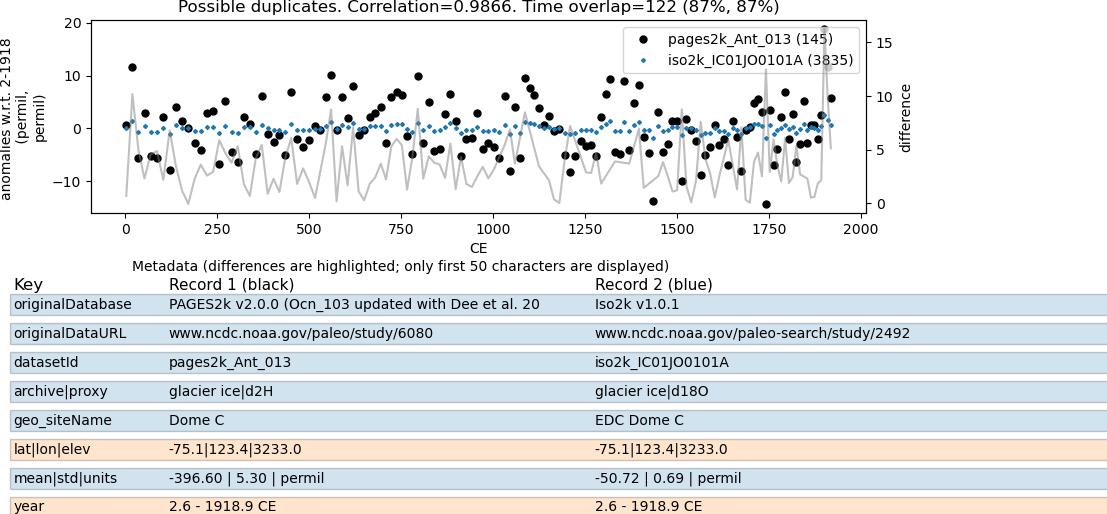 Possible duplicates. Correlation=0.9866. Time overlap=122 (87%, 87%)
anomalies w.r.t. 2-1918
(permil,
permil)
20
10
0
−10
pages2k_Ant_013 (145)
iso2k_IC01JO0101A (3835)
15
10
5
0
difference
0
250
500
750
1000
1250
1500
1750
2000
CE
Metadata (differences are highlighted; only first 50 characters are displayed)
Key Record 1 (black) Record 2 (blue)
originalDatabase PAGES2k v2.0.0 (Ocn_103 updated with Dee et al. 20 Iso2k v1.0.1
originalDataURL www.ncdc.noaa.gov/paleo/study/6080 www.ncdc.noaa.gov/paleo-search/study/2492
datasetId pages2k_Ant_013 iso2k_IC01JO0101A
archive|proxy glacier ice|d2H glacier ice|d18O
geo_siteName Dome C EDC Dome C
lat|lon|elev -75.1|123.4|3233.0 -75.1|123.4|3233.0
mean|std|units -396.60 | 5.30 | permil -50.72 | 0.69 | permil
year 2.6 - 1918.9 CE 2.6 - 1918.9 CE